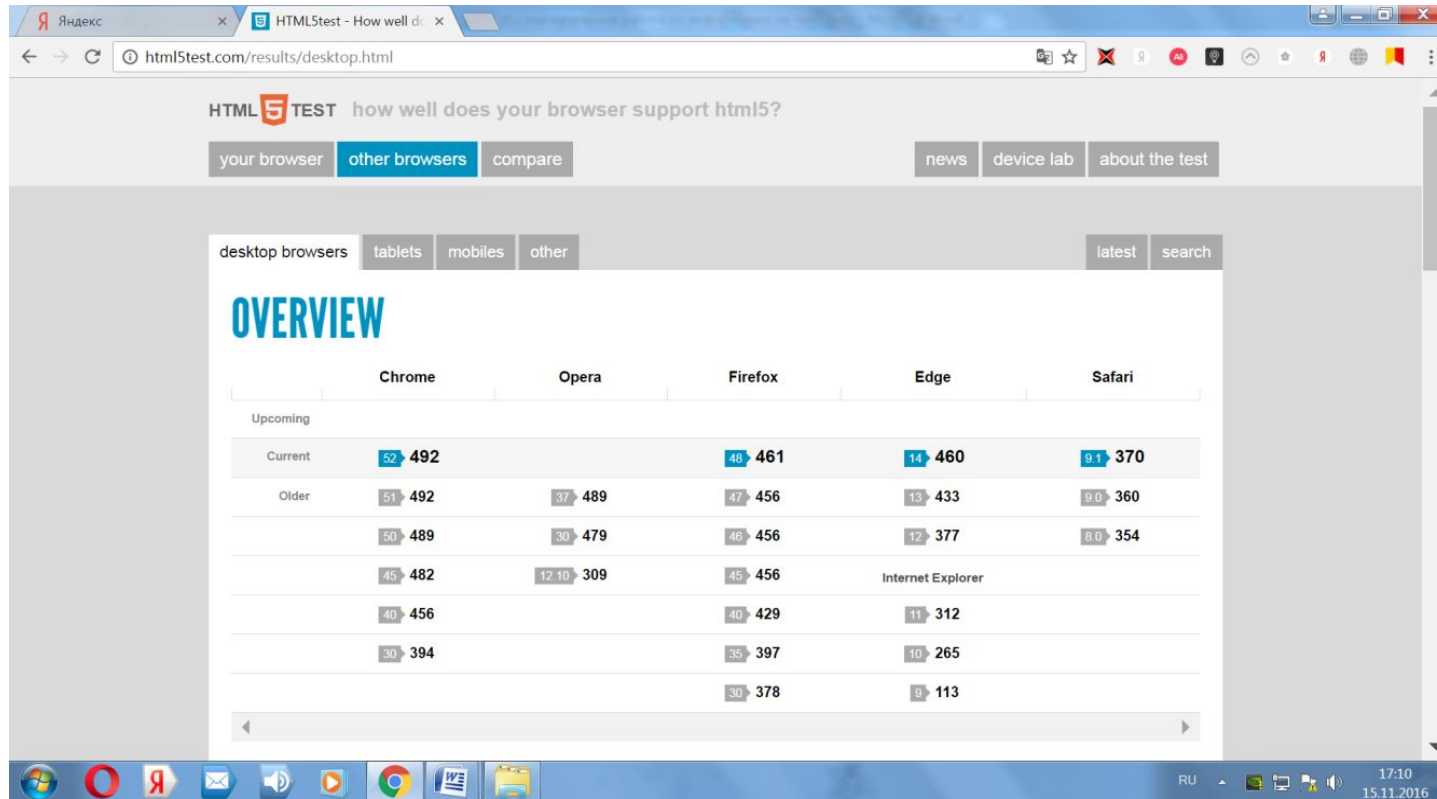 Яндекс
HTML5test - How well do
html5test.com/results/desktop.html
HTML 5 TEST how well does your browser support html5?
your browser other browsers compare news device lab about the test
desktop browsers tablets mobiles other latest search
OVERVIEW
Chrome Opera Firefox Edge Safari
Upcoming
Current 52 492 48 461 14 460 9.1 370
Older 51 492 37 489 47 456 13 433 9.0 360
50 489 30 479 46 456 12 377 8.0 354
45 482 12.10 309 45 456 Internet Explorer
40 456 40 429 11 312
30 394 35 397 10 265
30 378 9 113
RU 17:10
15.11.2016